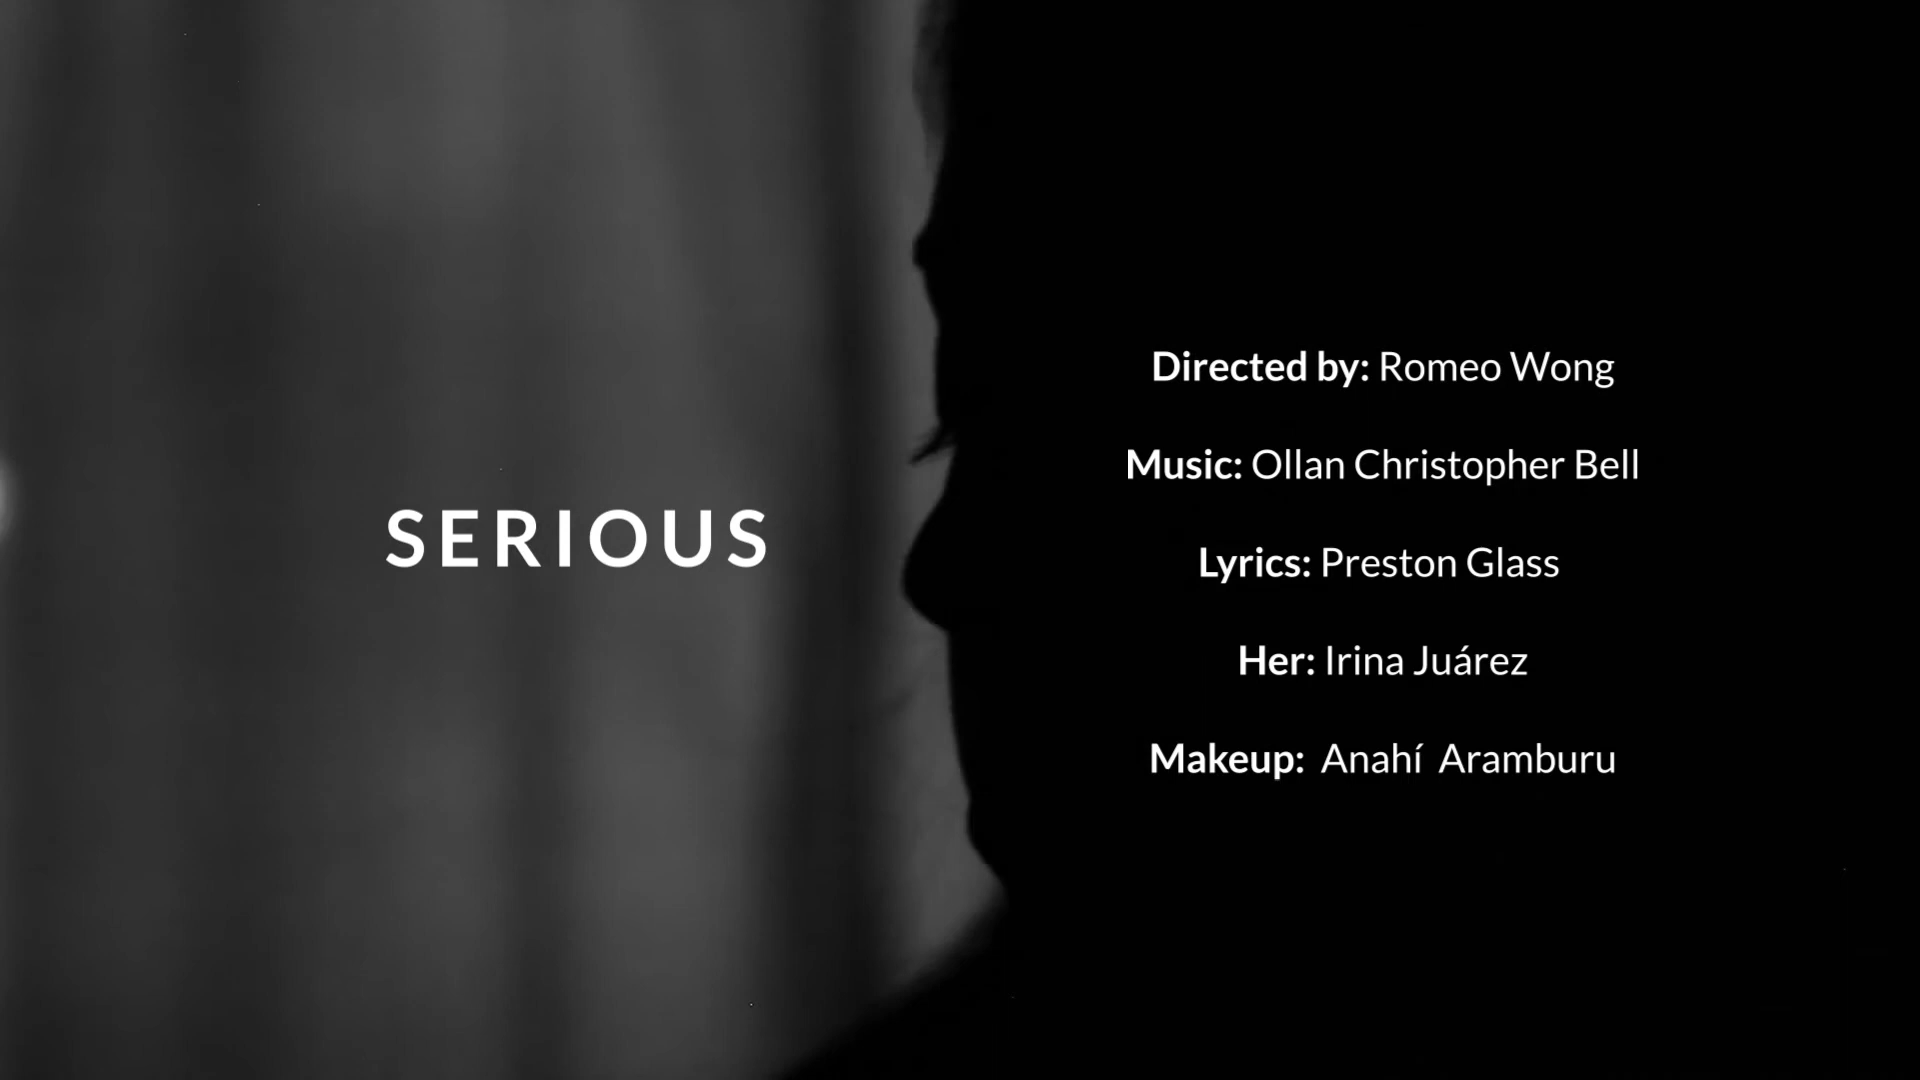 SERIOUS
Directed by: Romeo Wong
Music: Ollan Christopher Bell
Lyrics: Preston Glass
Her: Irina Juárez
Makeup: Anahí Aramburu